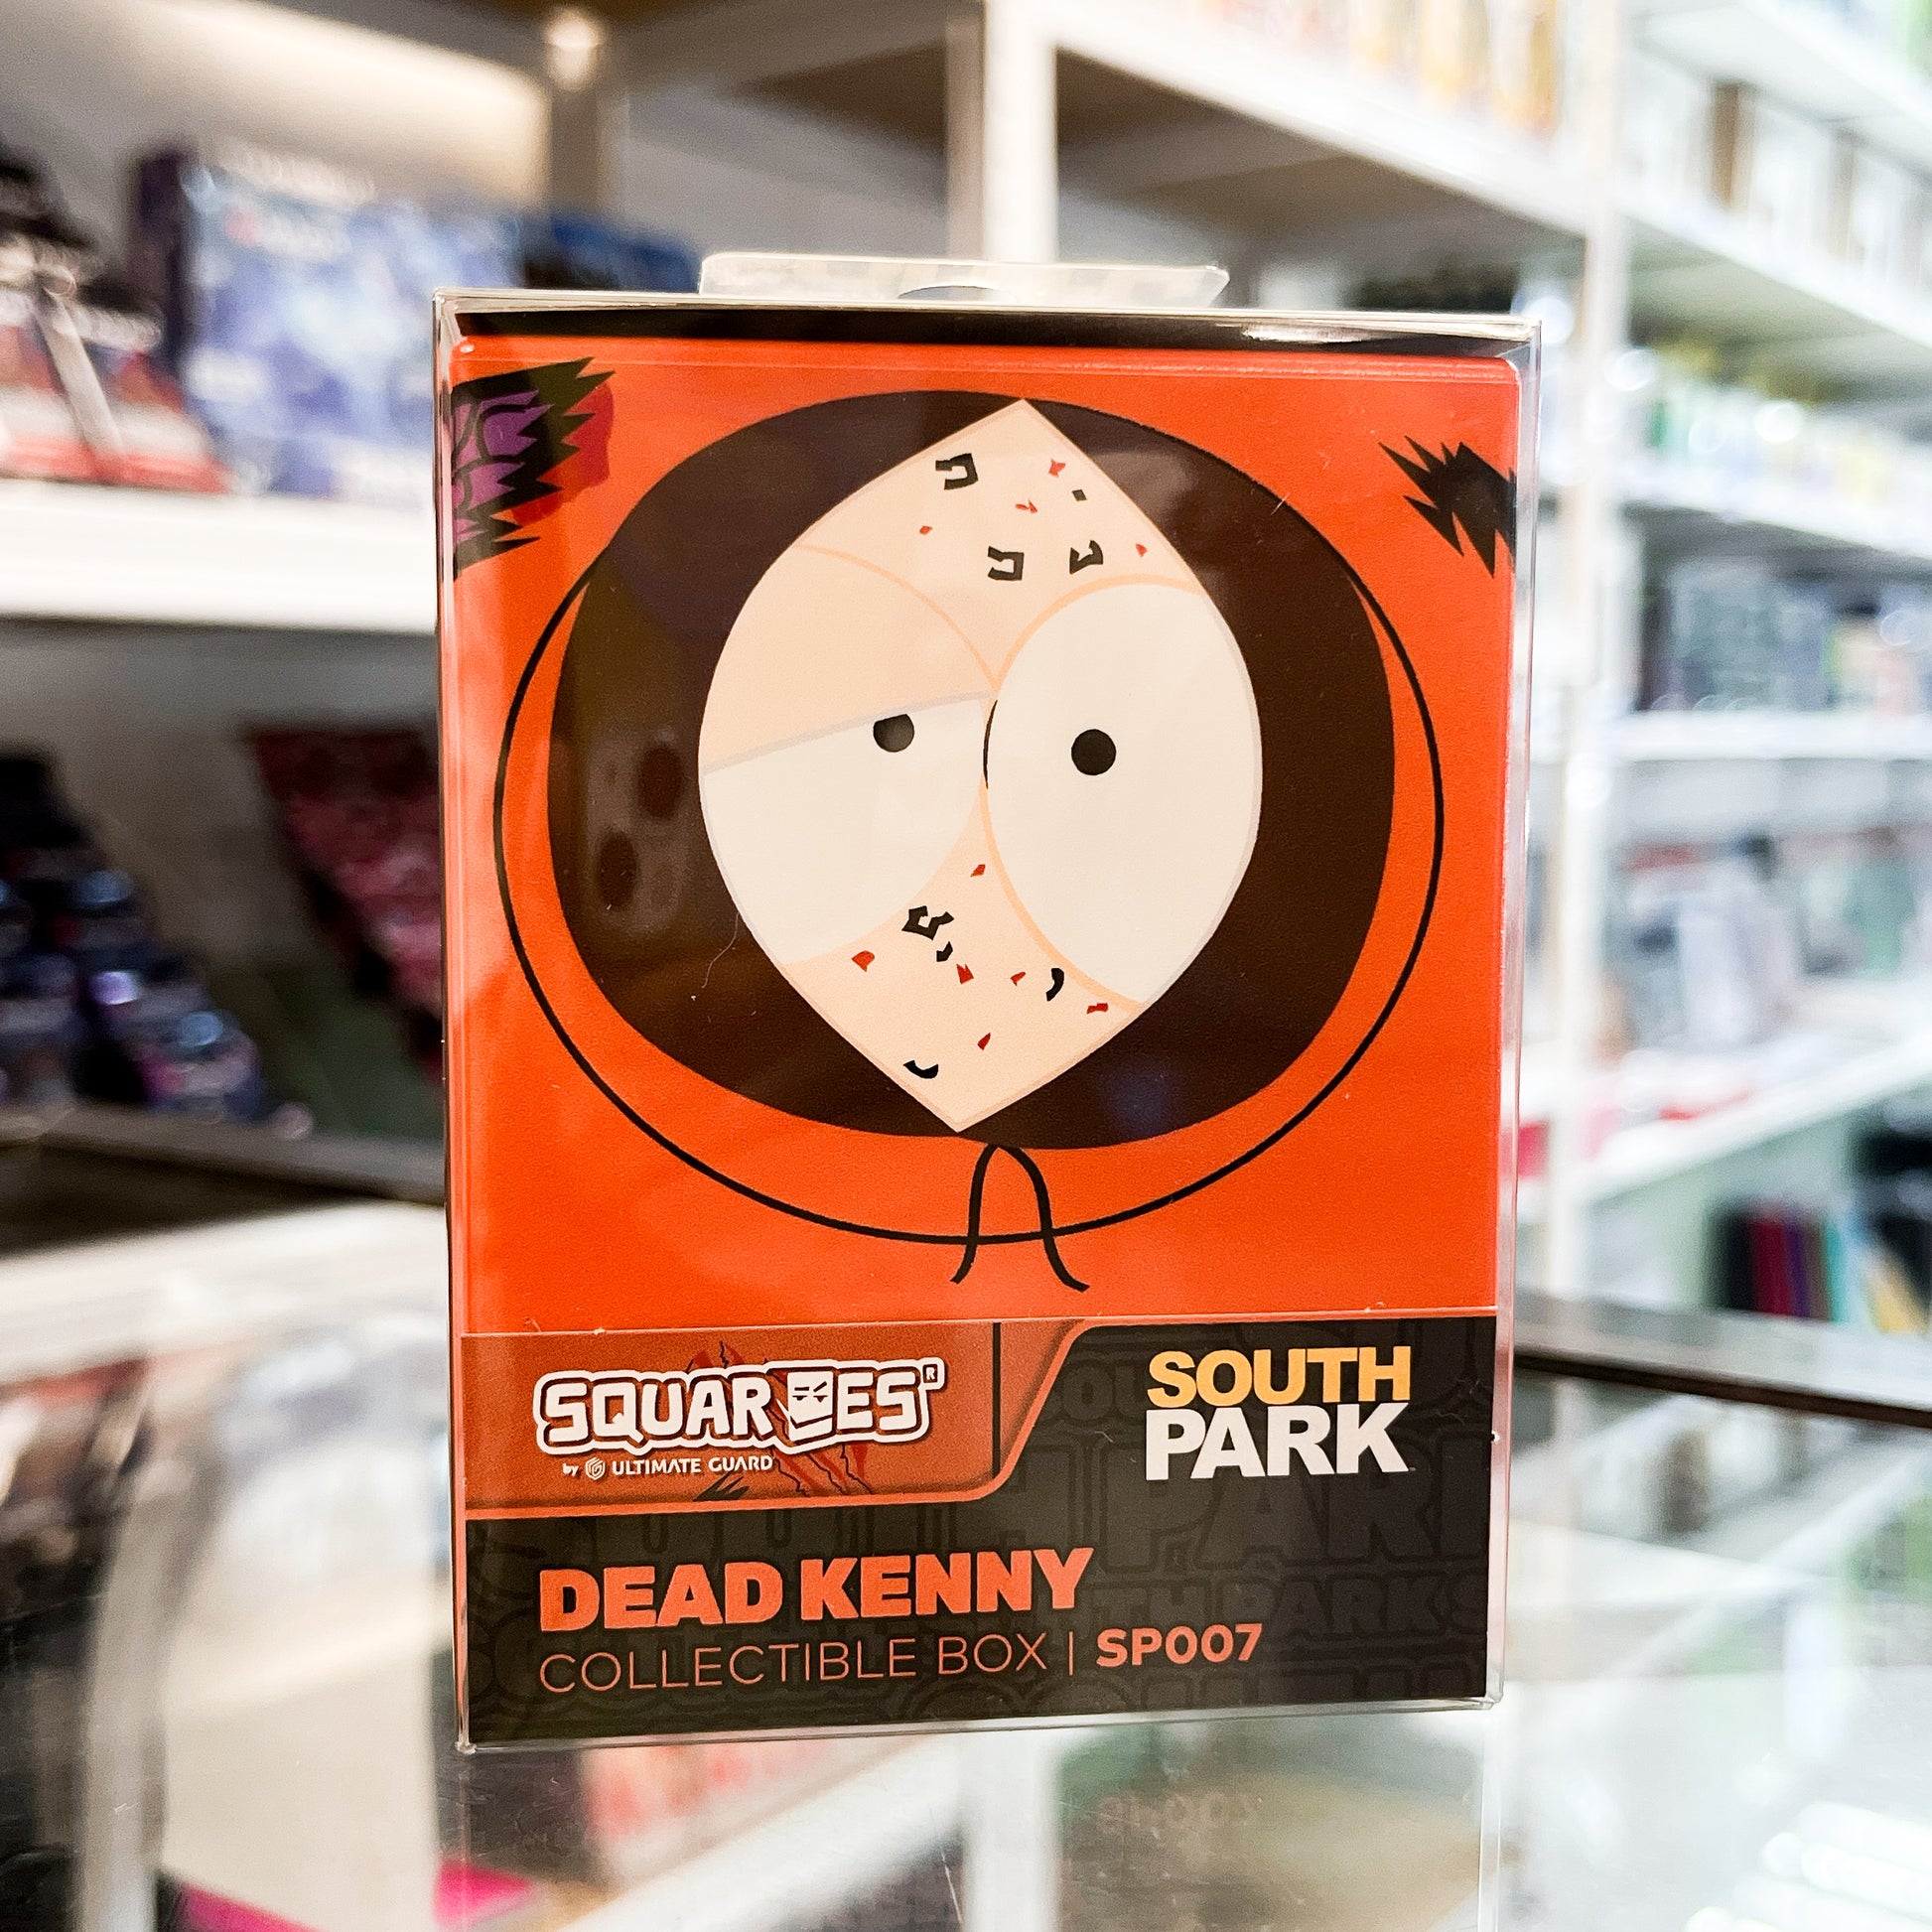 SQUAROES®
by ULTIMATE GUARD
SOUTH
PARK
DEAD KENNY
COLLECTIBLE BOX | SP007